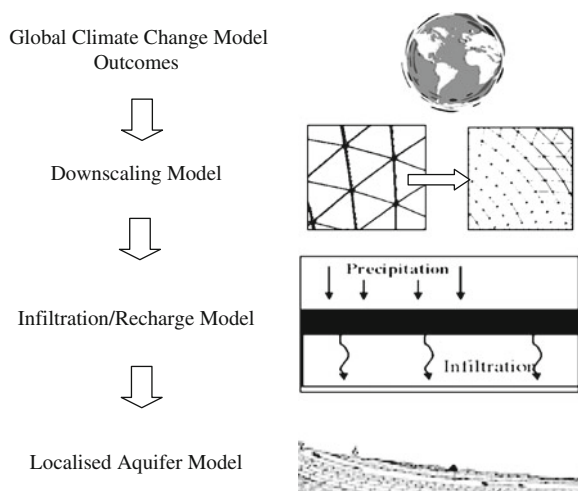 Global Climate Change Model
Outcomes
Downscaling Model
Precipitation
Infiltration/Recharge Model
Infiltration
Localised Aquifer Model